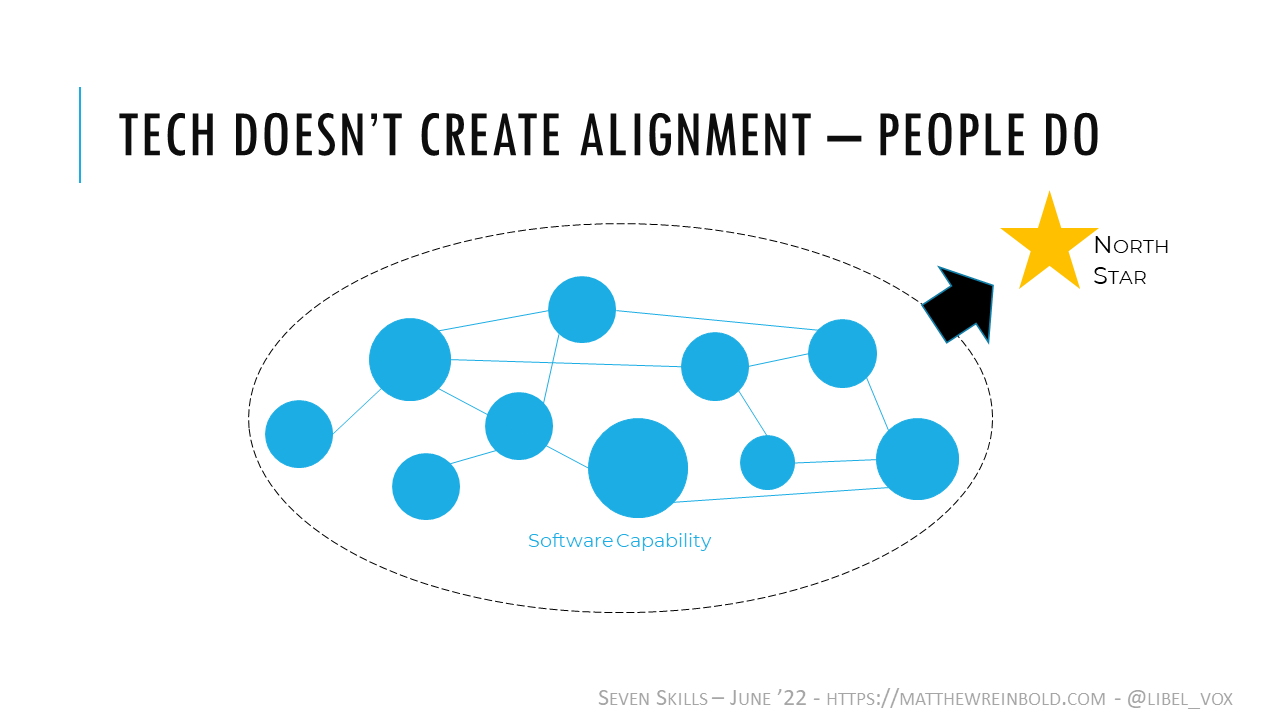 TECH DOESN’T CREATE ALIGNMENT – PEOPLE DO
NORTH
STAR
Software Capability
SEVEN SKILLS – JUNE ’22 - HTTPS://MATTHEWREINBOLD.COM - @LIBEL_VOX